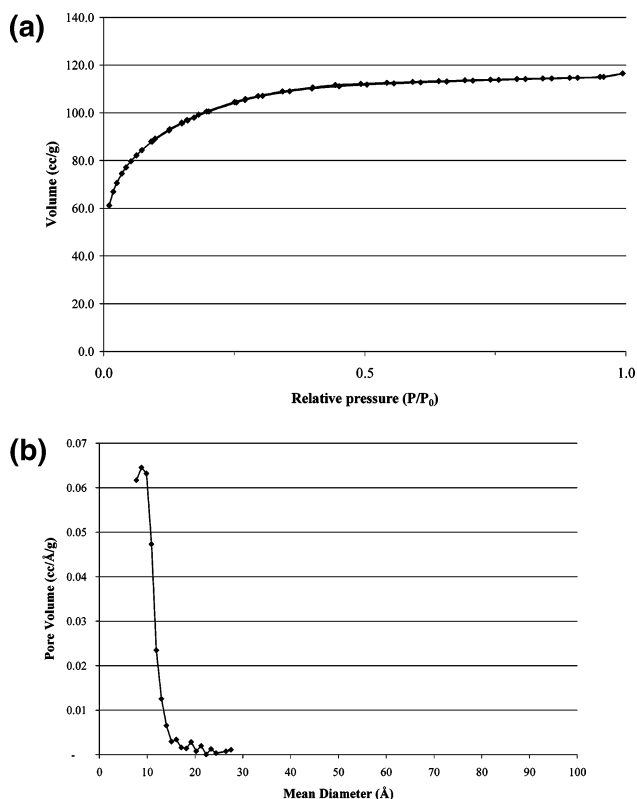 (a)
140.0
120.0
100.0
80.0
60.0
40.0
20.0
0.0
Volume (cc/g)
0.0 0.5 1.0
Relative pressure (P/P₀)
(b)
0.07
0.06
0.05
0.04
0.03
0.02
0.01
-
Pore Volume (cc/Å/g)
0 10 20 30 40 50 60 70 80 90 100
Mean Diameter (Å)